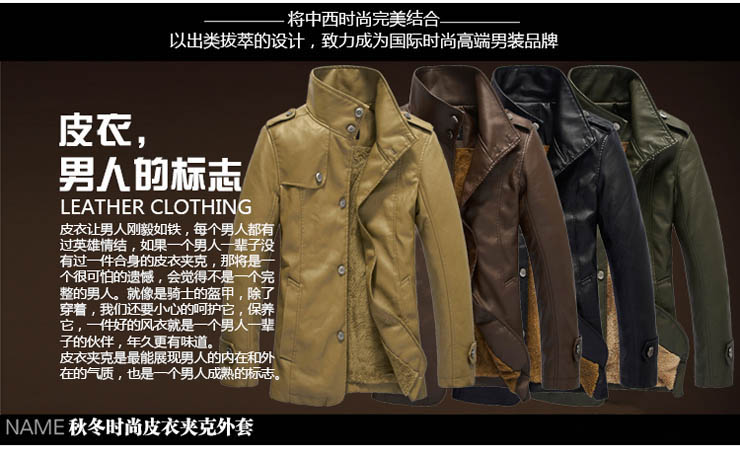 将中西时尚完美结合
以出类拔萃的设计，致力成为国际时尚高端男装品牌
皮衣，
男人的标志
LEATHER CLOTHING
皮衣让男人刚毅如铁，每个男人都有
过英雄情结，如果一个男人一辈子没
有过一件合身的皮衣夹克，那将是一
个很可怕的遗憾，会觉得不是一个完
整的男人。就像是骑士的盔甲，除了
穿着，我们还要小心的呵护它，保养
它，一件好的风衣就是一个男人一辈
子的伙伴，年久更有味道。
皮衣夹克是最能展现男人的内在和外
在的气质，也是一个男人成熟的标志。
NAME 秋冬时尚皮衣夹克外套